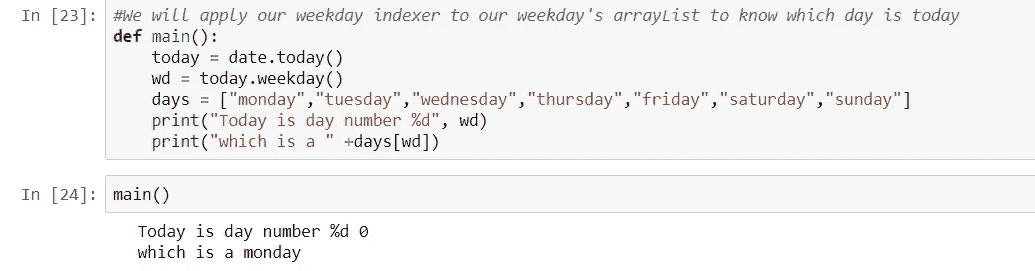 In [23]: #We will apply our weekday indexer to our weekday's arrayList to know which day is today
def main():
    today = date.today()
    wd = today.weekday()
    days = ["monday","tuesday","wednesday","thursday","friday","saturday","sunday"]
    print("Today is day number %d", wd)
    print("which is a " +days[wd])
In [24]: main()
Today is day number %d 0
which is a monday